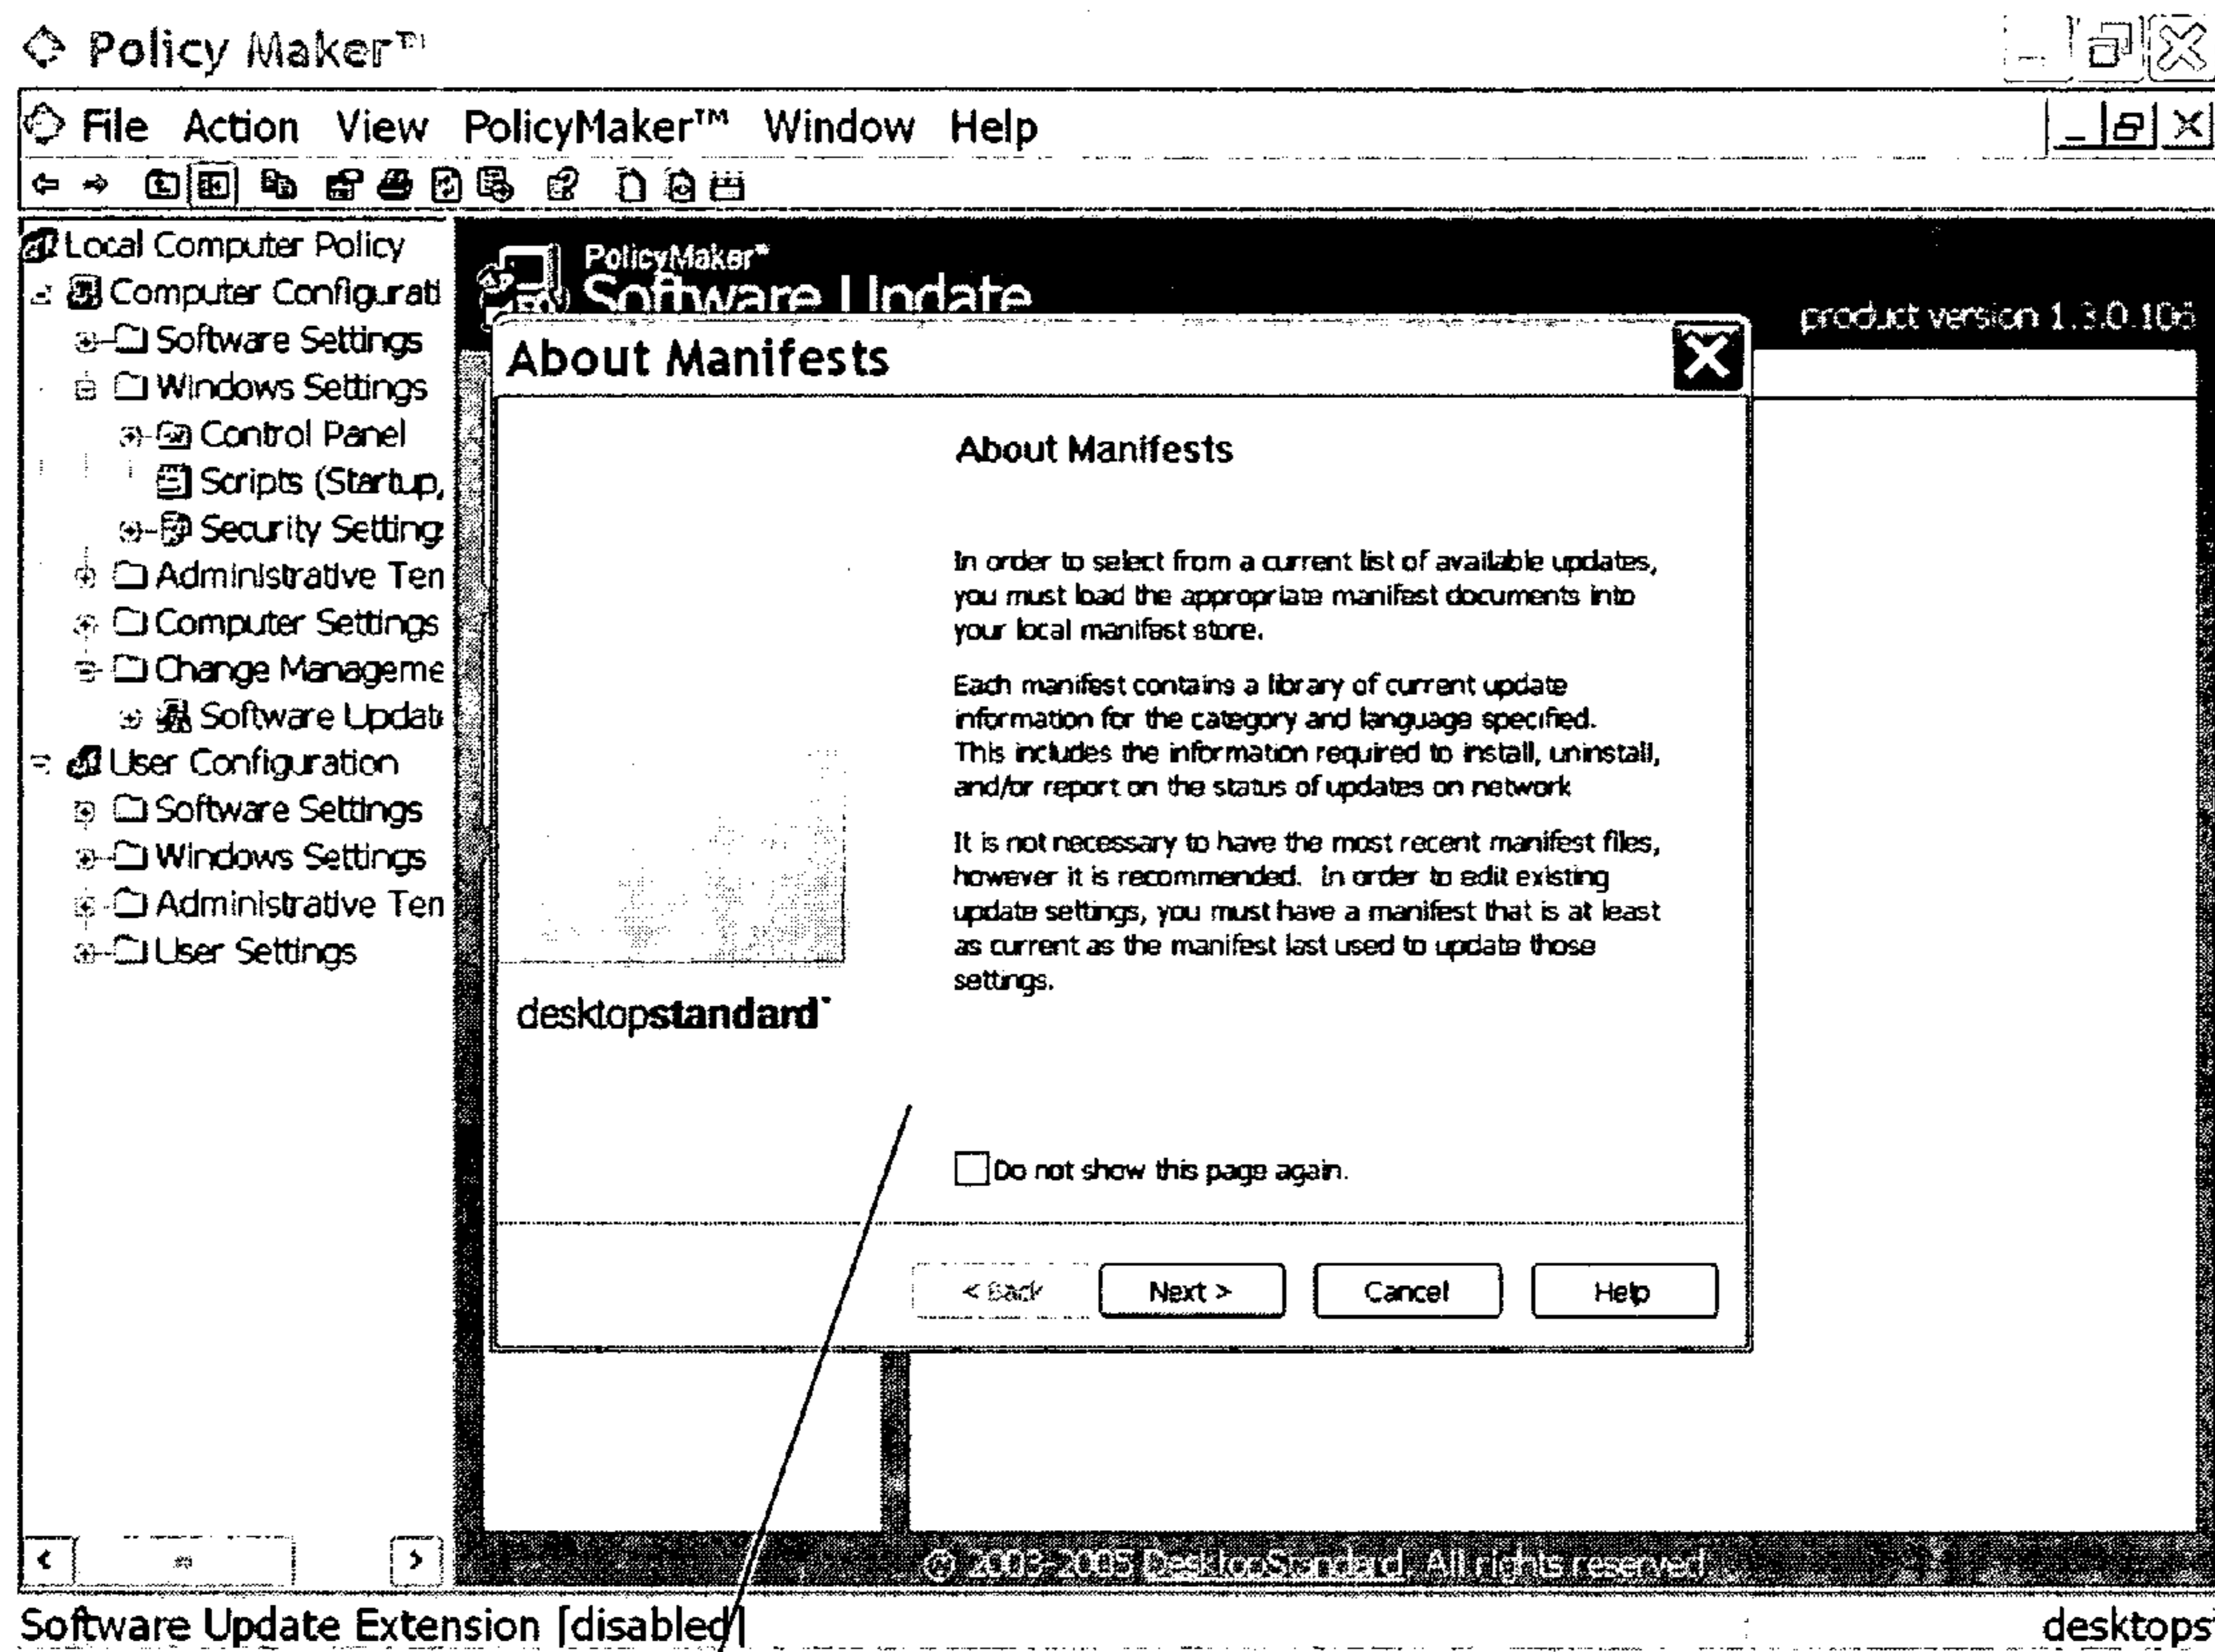 Policy Maker™
File Action View PolicyMaker™ Window Help
Local Computer Policy
Computer Configurati
Software Settings
Windows Settings
Control Panel
Scripts (Startup,
Security Setting
Administrative Ten
Computer Settings
Change Manageme
Software Updat
User Configuration
Software Settings
Windows Settings
Administrative Ten
User Settings
PolicyMaker
Software Update
product version 1.3.0.106
About Manifests
About Manifests
In order to select from a current list of available updates,
you must load the appropriate manifest documents into
your local manifest store.
Each manifest contains a library of current update
information for the category and language specified.
This includes the information required to install, uninstall,
and/or report on the status of updates on network
It is not necessary to have the most recent manifest files,
however it is recommended. In order to edit existing
update settings, you must have a manifest that is at least
as current as the manifest last used to update those
settings.
desktopstandard
Do not show this page again.
< Back Next > Cancel Help
© 2003-2005 DesktopStandard. All rights reserved
Software Update Extension [disabled]
desktops